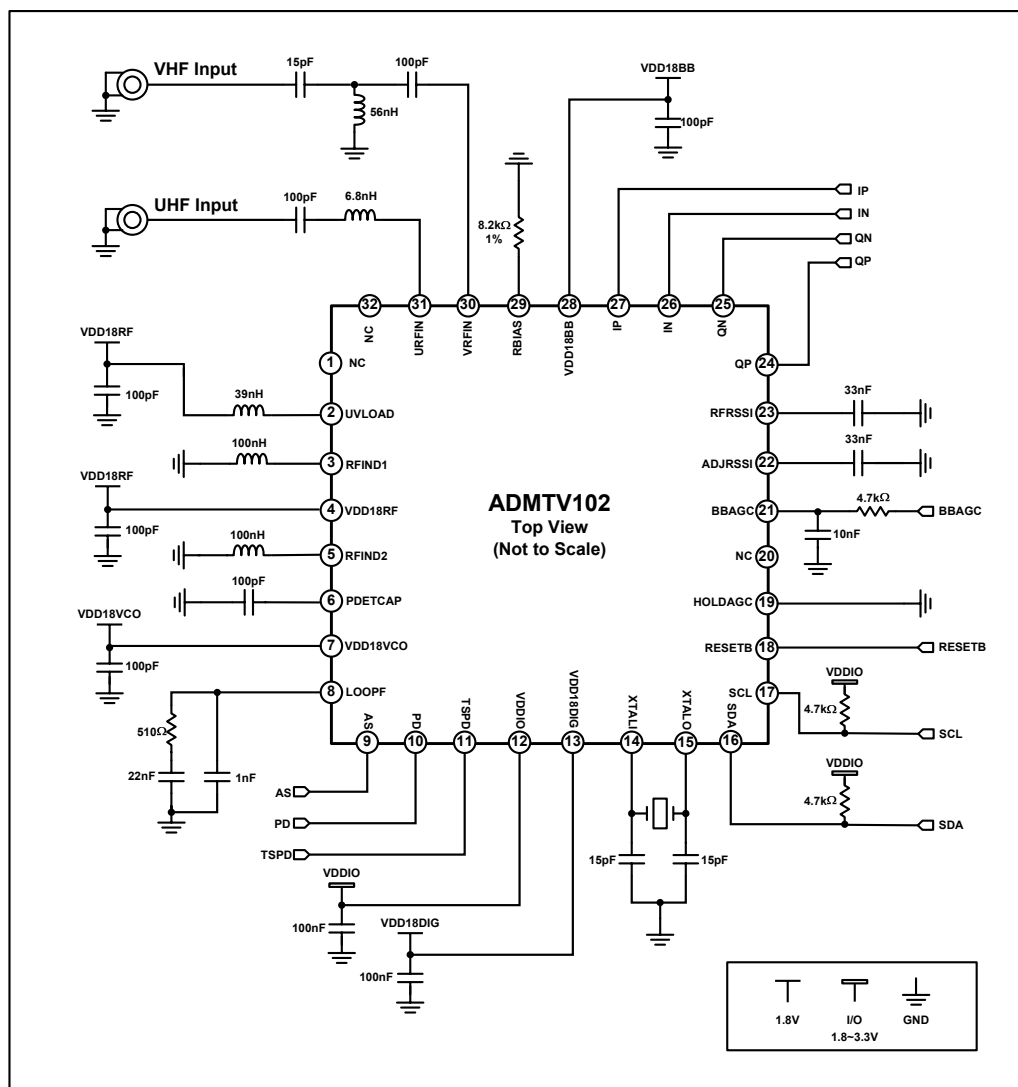 VHF Input
15pF
100pF
56nH
VDD18BB
100pF
UHF Input
100pF
6.8nH
8.2kΩ
1%
IP
IN
QN
QP
32
31
30
29
28
27
26
25
NC
URFIN
VRFIN
RBIAS
VDD18BB
IP
IN
QN
VDD18RF
100pF
39nH
1
NC
2
UVLOAD
100nH
3
RFIND1
VDD18RF
100pF
4
VDD18RF
100nH
5
RFIND2
100pF
6
PDETCAP
VDD18VCO
100pF
7
VDD18VCO
8
LOOPF
510Ω
22nF
1nF
ADMTV102
Top View
(Not to Scale)
QP
24
RFRSSI
23
33nF
ADJRSSI
22
33nF
BBAGC
21
4.7kΩ
BBAGC
10nF
NC
20
HOLDAGC
19
RESETB
18
RESETB
SCL
17
VDDIO
4.7kΩ
SCL
VDDIO
4.7kΩ
SDA
AS
PD
TSPD
VDDIO
VDD18DIG
XTALI
XTALO
SDA
9
10
11
12
13
14
15
16
AS
PD
TSPD
15pF
15pF
VDDIO
100nF
VDD18DIG
100nF
1.8V
I/O
1.8~3.3V
GND